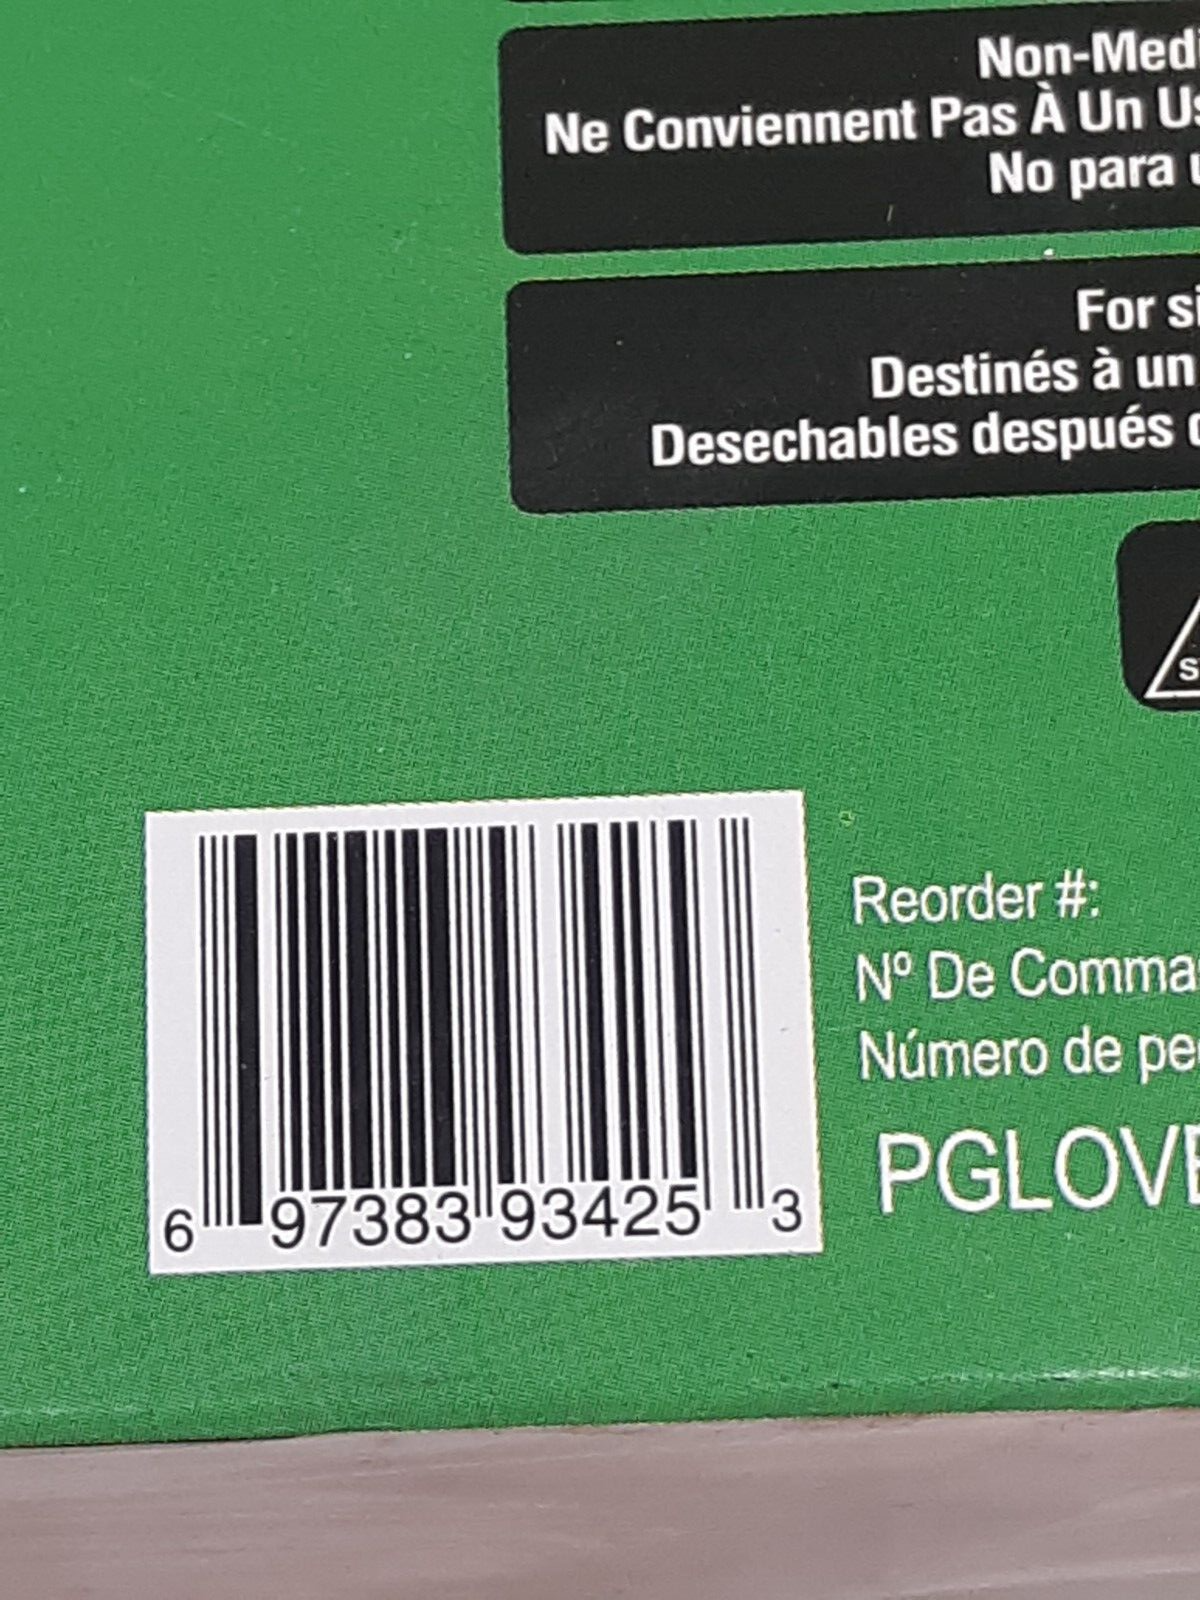 Non-Medi
Ne Conviennent Pas À Un Us
No para u
For si
Destinés à un
Desechables después d
S
Reorder #:
Nº De Comma
Número de pe
PGLOVE
6 97383 93425 3